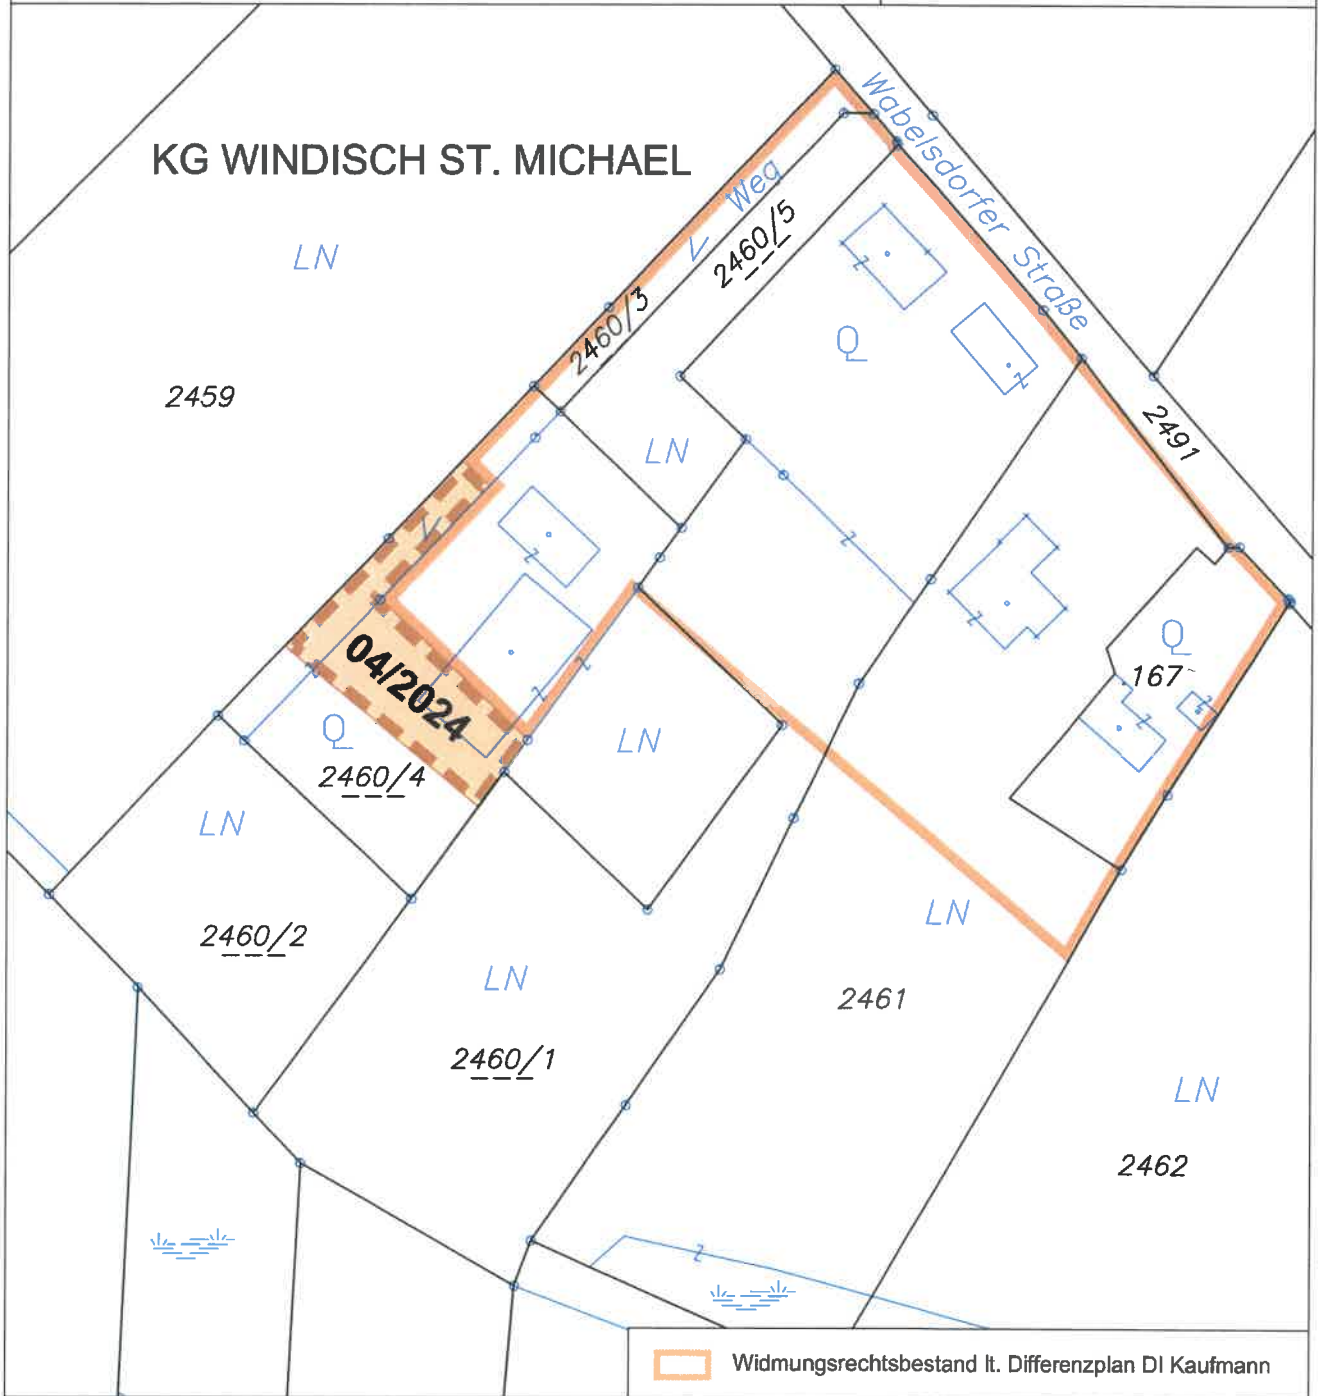 Wabelsdorfer Straße
KG WINDISCH ST. MICHAEL
Weg
2460/5
LN
2460/3
Q
2459
2491
LN
04/2024
Q
167
Q
LN
2460/4
LN
LN
2460/2
LN
2461
2460/1
LN
2462
Widmungsrechtsbestand lt. Differenzplan DI Kaufmann